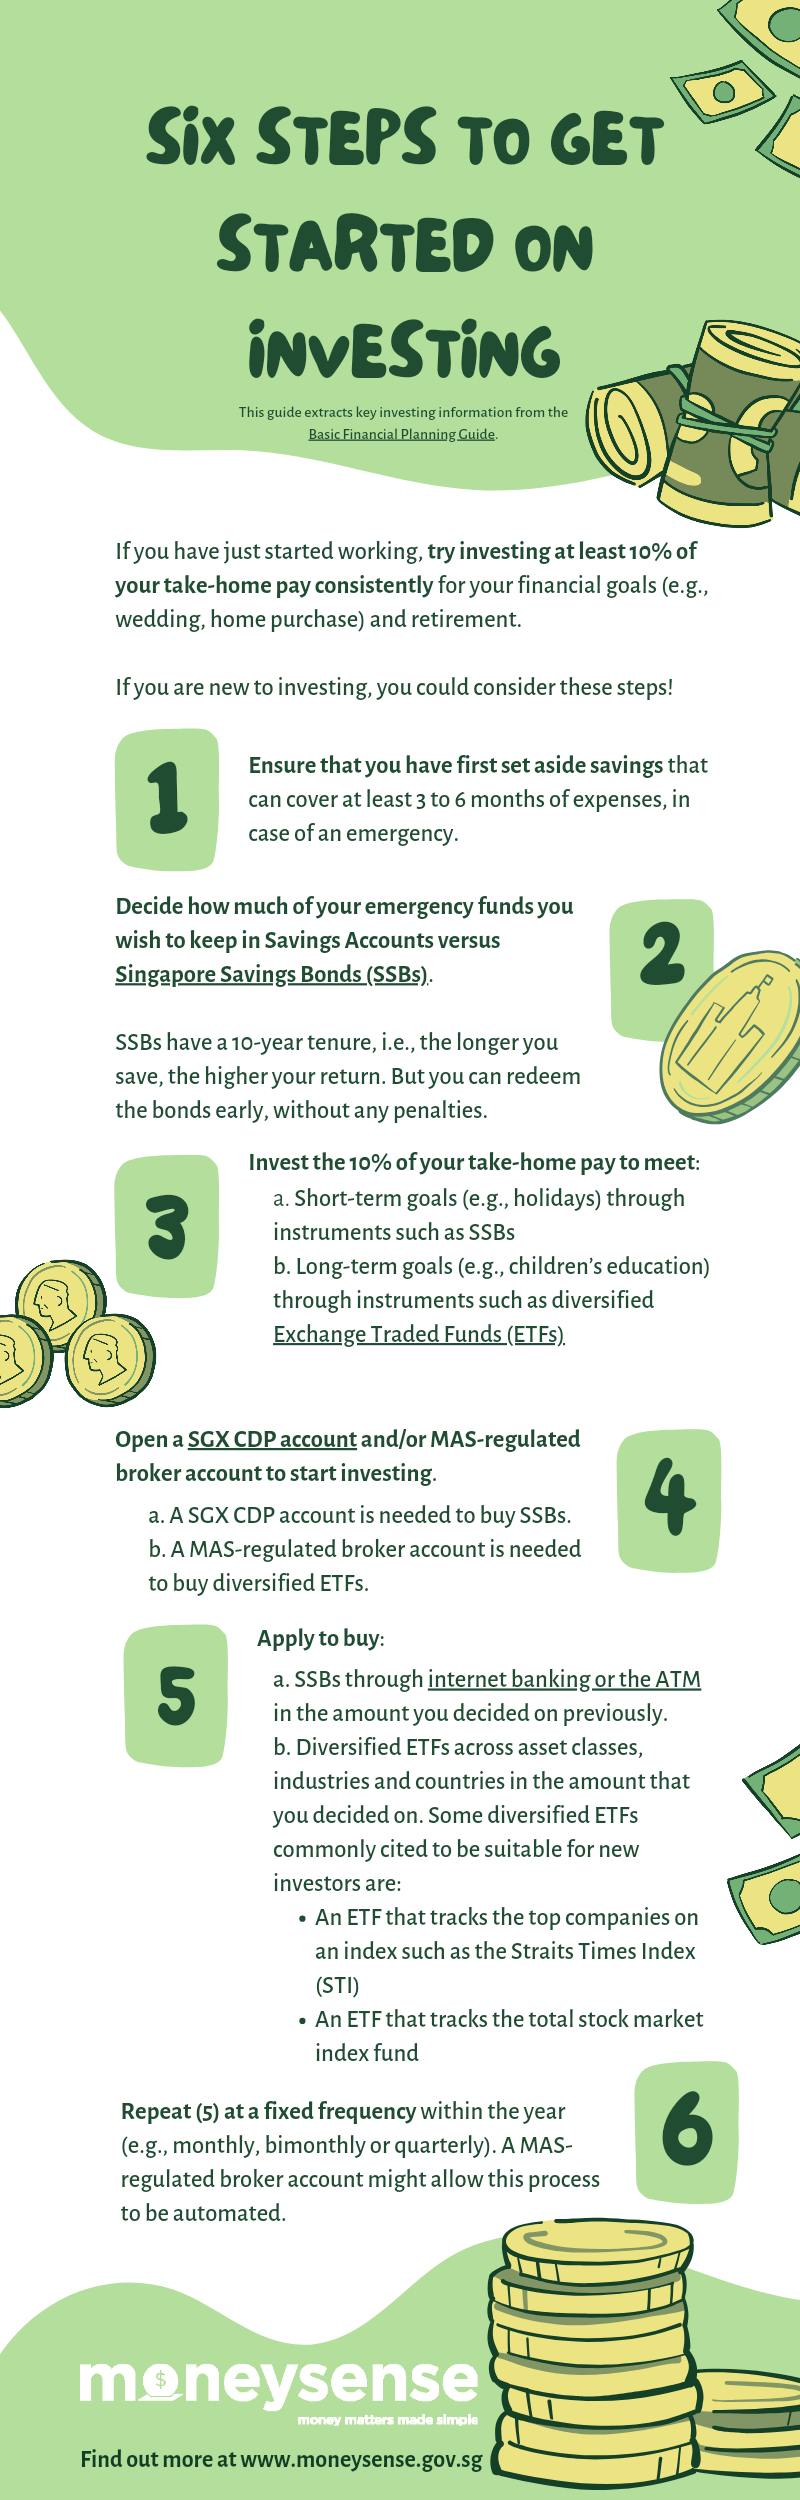 SiX STEPS TO GET
STARTED ON
iNVESTiNG
This guide extracts key investing information from the
Basic Financial Planning Guide.
If you have just started working, try investing at least 10% of
your take-home pay consistently for your financial goals (e.g.,
wedding, home purchase) and retirement.
If you are new to investing, you could consider these steps!
1
Ensure that you have first set aside savings that
can cover at least 3 to 6 months of expenses, in
case of an emergency.
2
Decide how much of your emergency funds you
wish to keep in Savings Accounts versus
Singapore Savings Bonds (SSBs).
SSBs have a 10-year tenure, i.e., the longer you
save, the higher your return. But you can redeem
the bonds early, without any penalties.
3
Invest the 10% of your take-home pay to meet:
a. Short-term goals (e.g., holidays) through
instruments such as SSBs
b. Long-term goals (e.g., children’s education)
through instruments such as diversified
Exchange Traded Funds (ETFs)
4
Open a SGX CDP account and/or MAS-regulated
broker account to start investing.
a. A SGX CDP account is needed to buy SSBs.
b. A MAS-regulated broker account is needed
to buy diversified ETFs.
5
Apply to buy:
a. SSBs through internet banking or the ATM
in the amount you decided on previously.
b. Diversified ETFs across asset classes,
industries and countries in the amount that
you decided on. Some diversified ETFs
commonly cited to be suitable for new
investors are:
• An ETF that tracks the top companies on
an index such as the Straits Times Index
(STI)
• An ETF that tracks the total stock market
index fund
6
Repeat (5) at a fixed frequency within the year
(e.g., monthly, bimonthly or quarterly). A MAS-
regulated broker account might allow this process
to be automated.
moneysense
money matters made simple
Find out more at www.moneysense.gov.sg